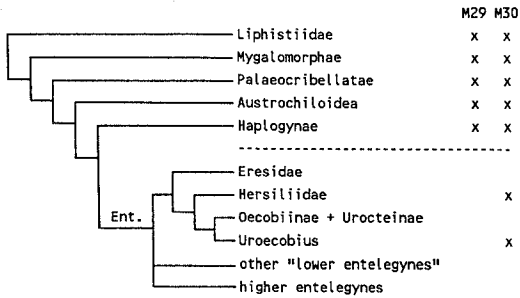 M29 M30
Liphistiidae x x
Mygalomorphae x x
Palaeocribellatae x x
Austrochiloidea x x
Haplogynae x x
Eresidae
Hersiliidae x
Ent.
Oecobiinae + Urocteinae
Uroecobius x
other "lower entelegynes"
higher entelegynes